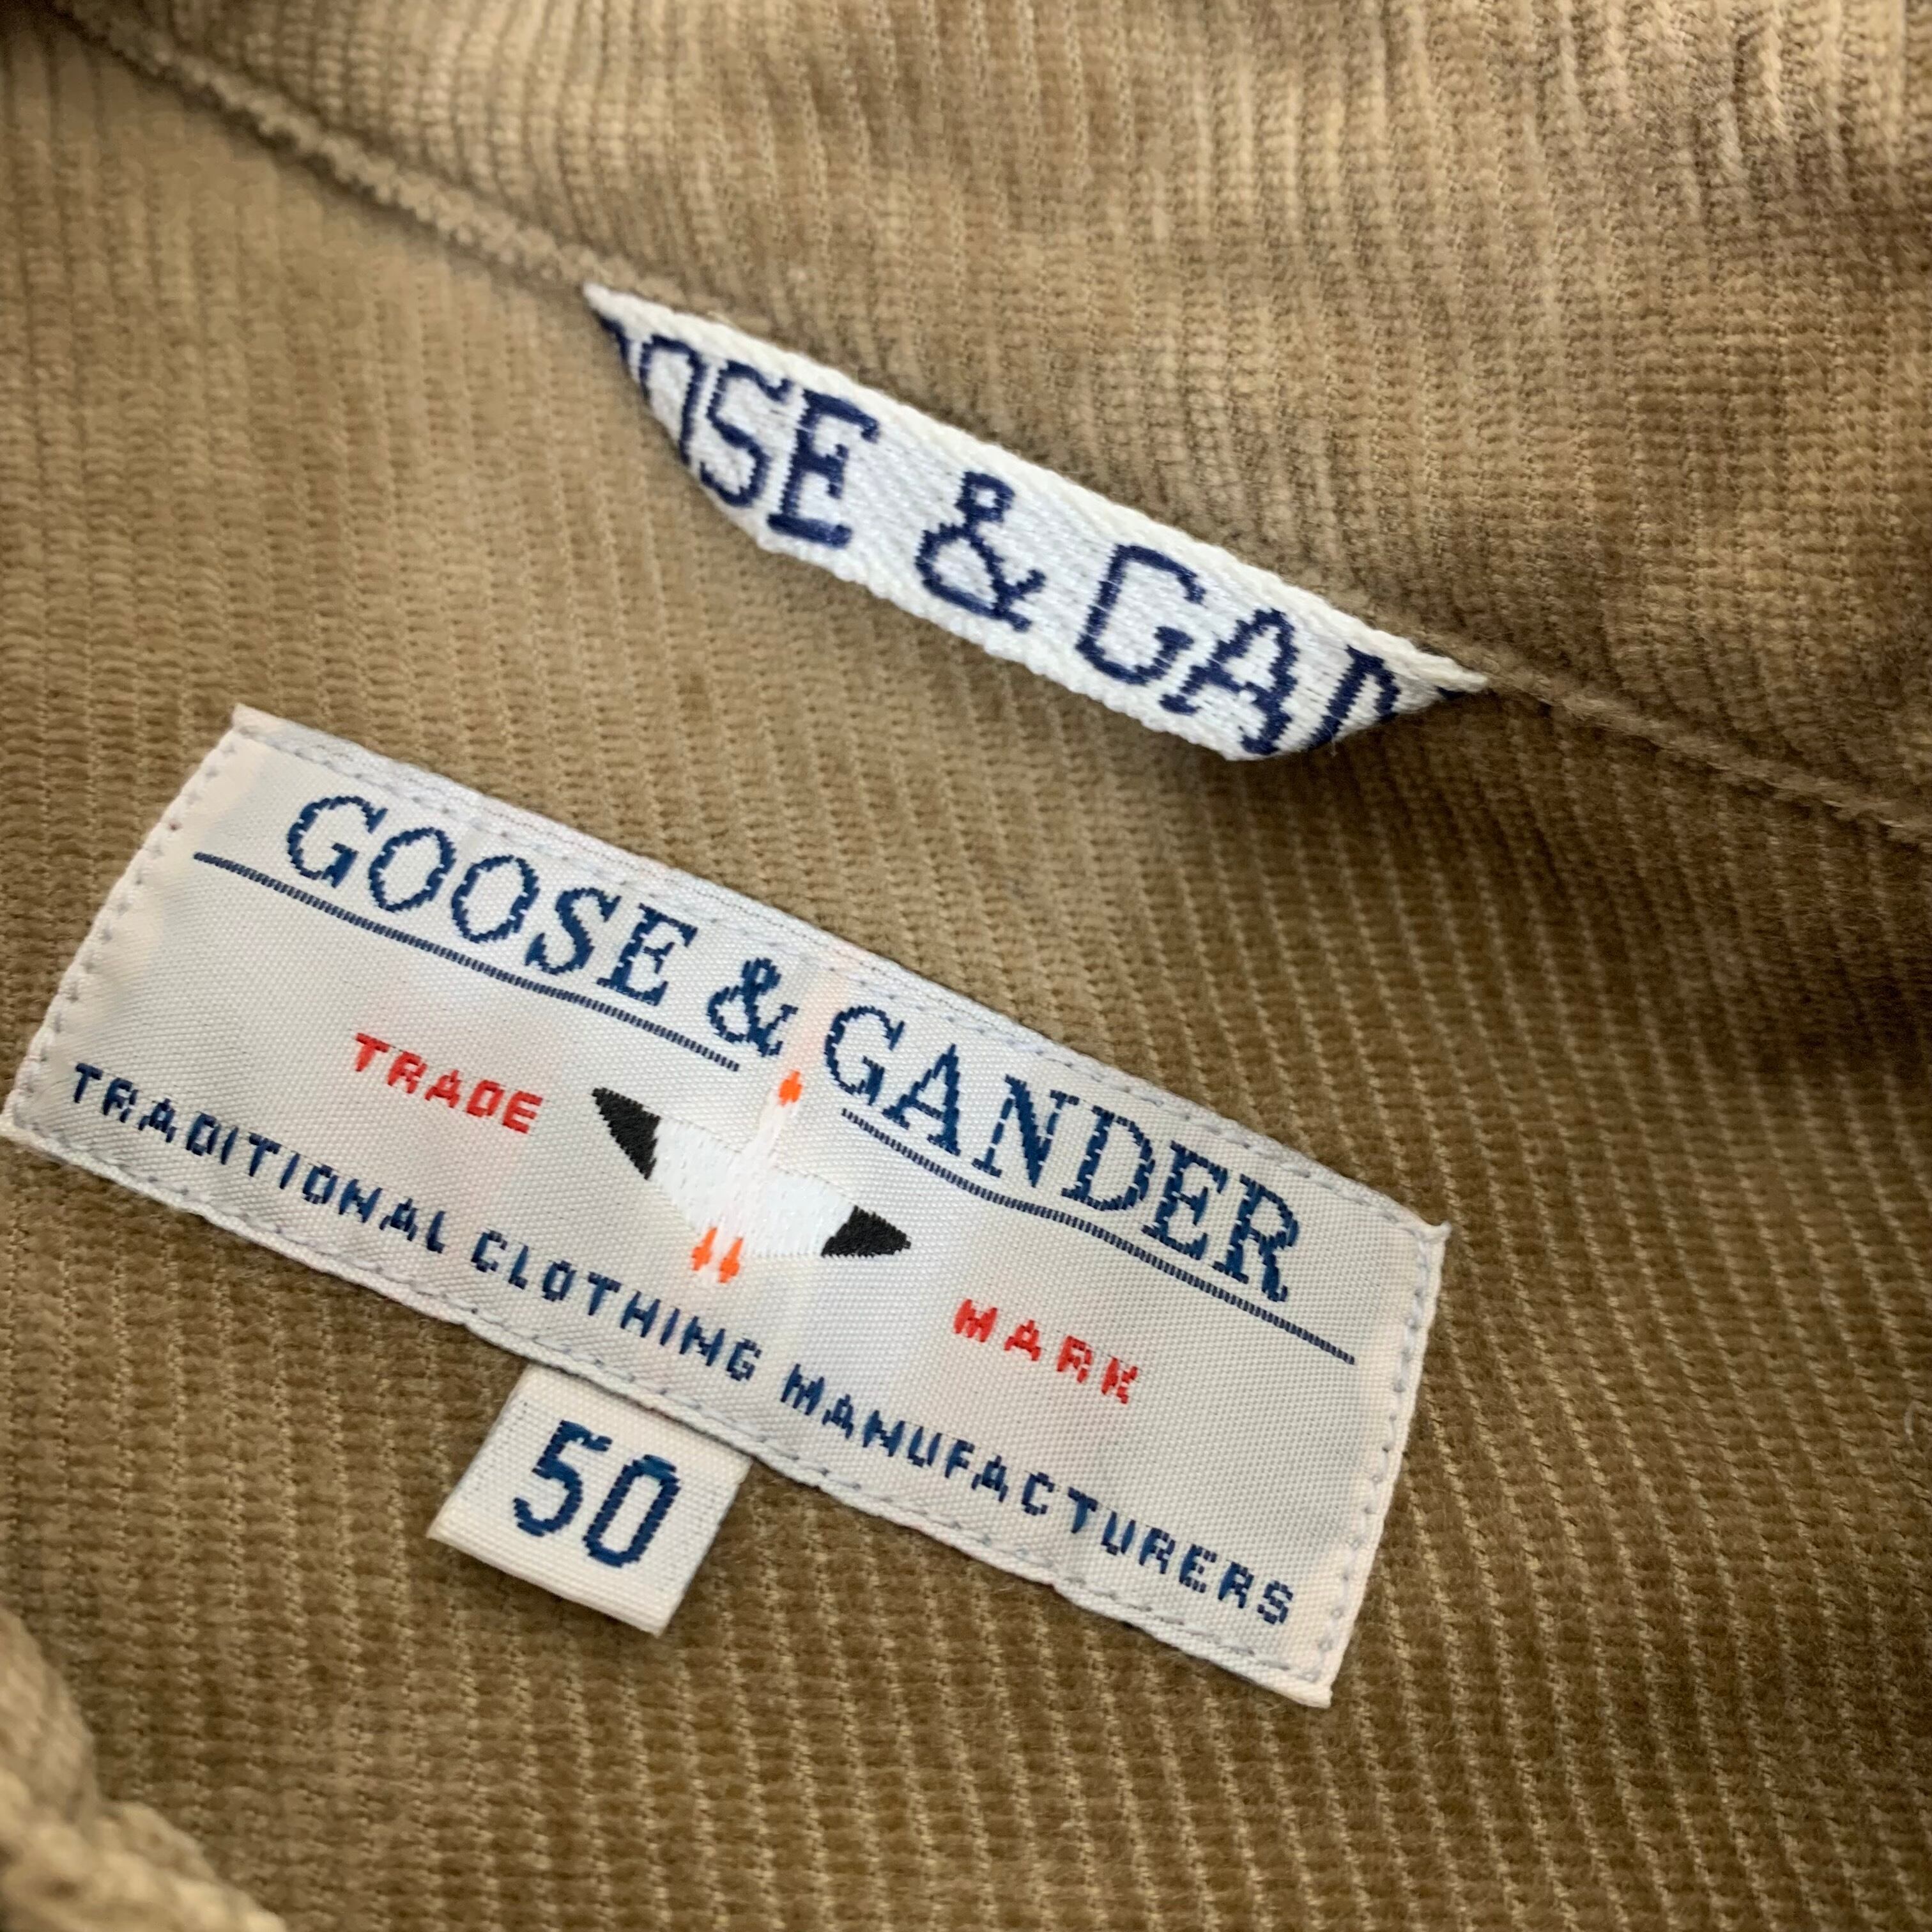 OSE & GAN
GOOSE & GANDER
TRADE MARK
TRADITIONAL CLOTHING MANUFACTURERS
50